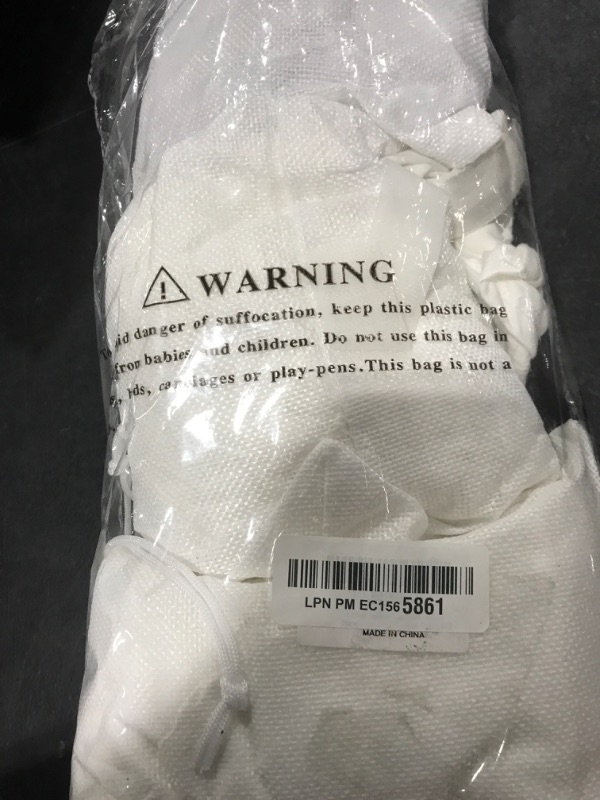 WARNING
danger of suffocation, keep this plastic bag
from babies and children. Do not use this bag in
carriages or play-pens.This bag is not a
LPN PM EC156 5861
MADE IN CHINA